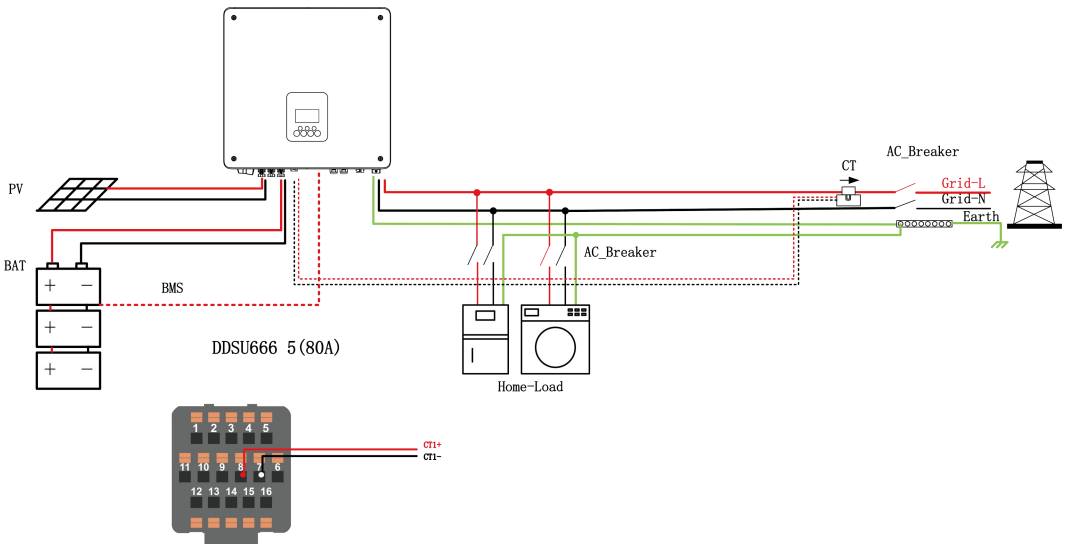 PV
BAT
+ −
+ −
+ −
BMS
CT
AC_Breaker
Grid-L
Grid-N
Earth
AC_Breaker
Home-Load
DDSU666 5(80A)
1 2 3 4 5
11 10 9 8 7 6
12 13 14 15 16
CT1+
CT1-